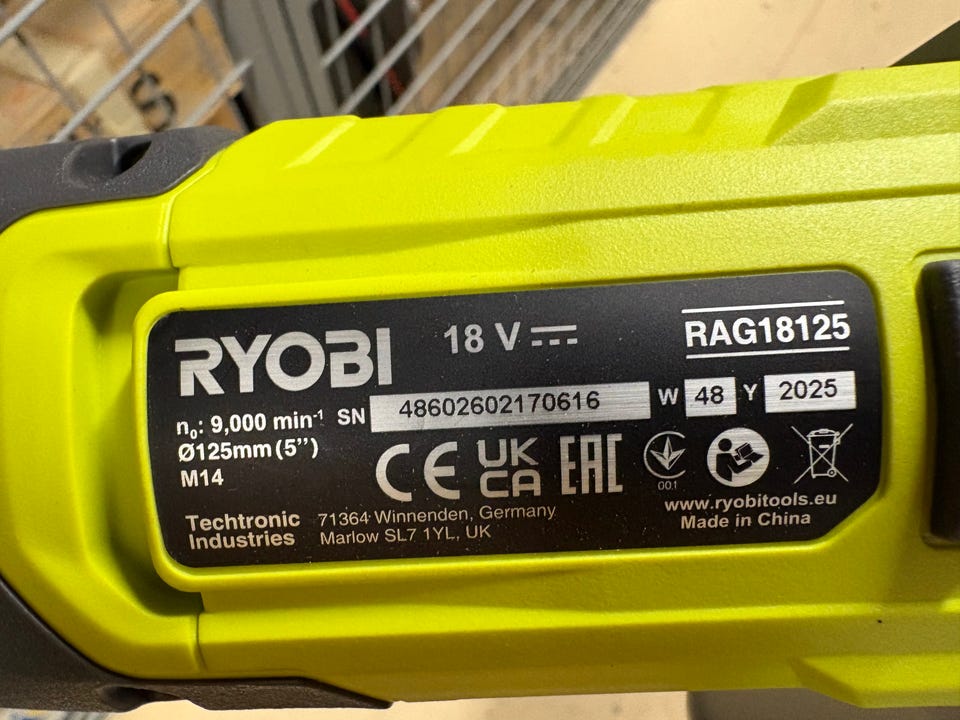 RYOBI 18 V RAG18125
n₀: 9,000 min⁻¹ SN 48602602170616 W 48 Y 2025
Ø125mm (5’’)
M14
CE UK CA EAC 001
www.ryobitools.eu
Made in China
Techtronic Industries
71364 Winnenden, Germany
Marlow SL7 1YL, UK
S